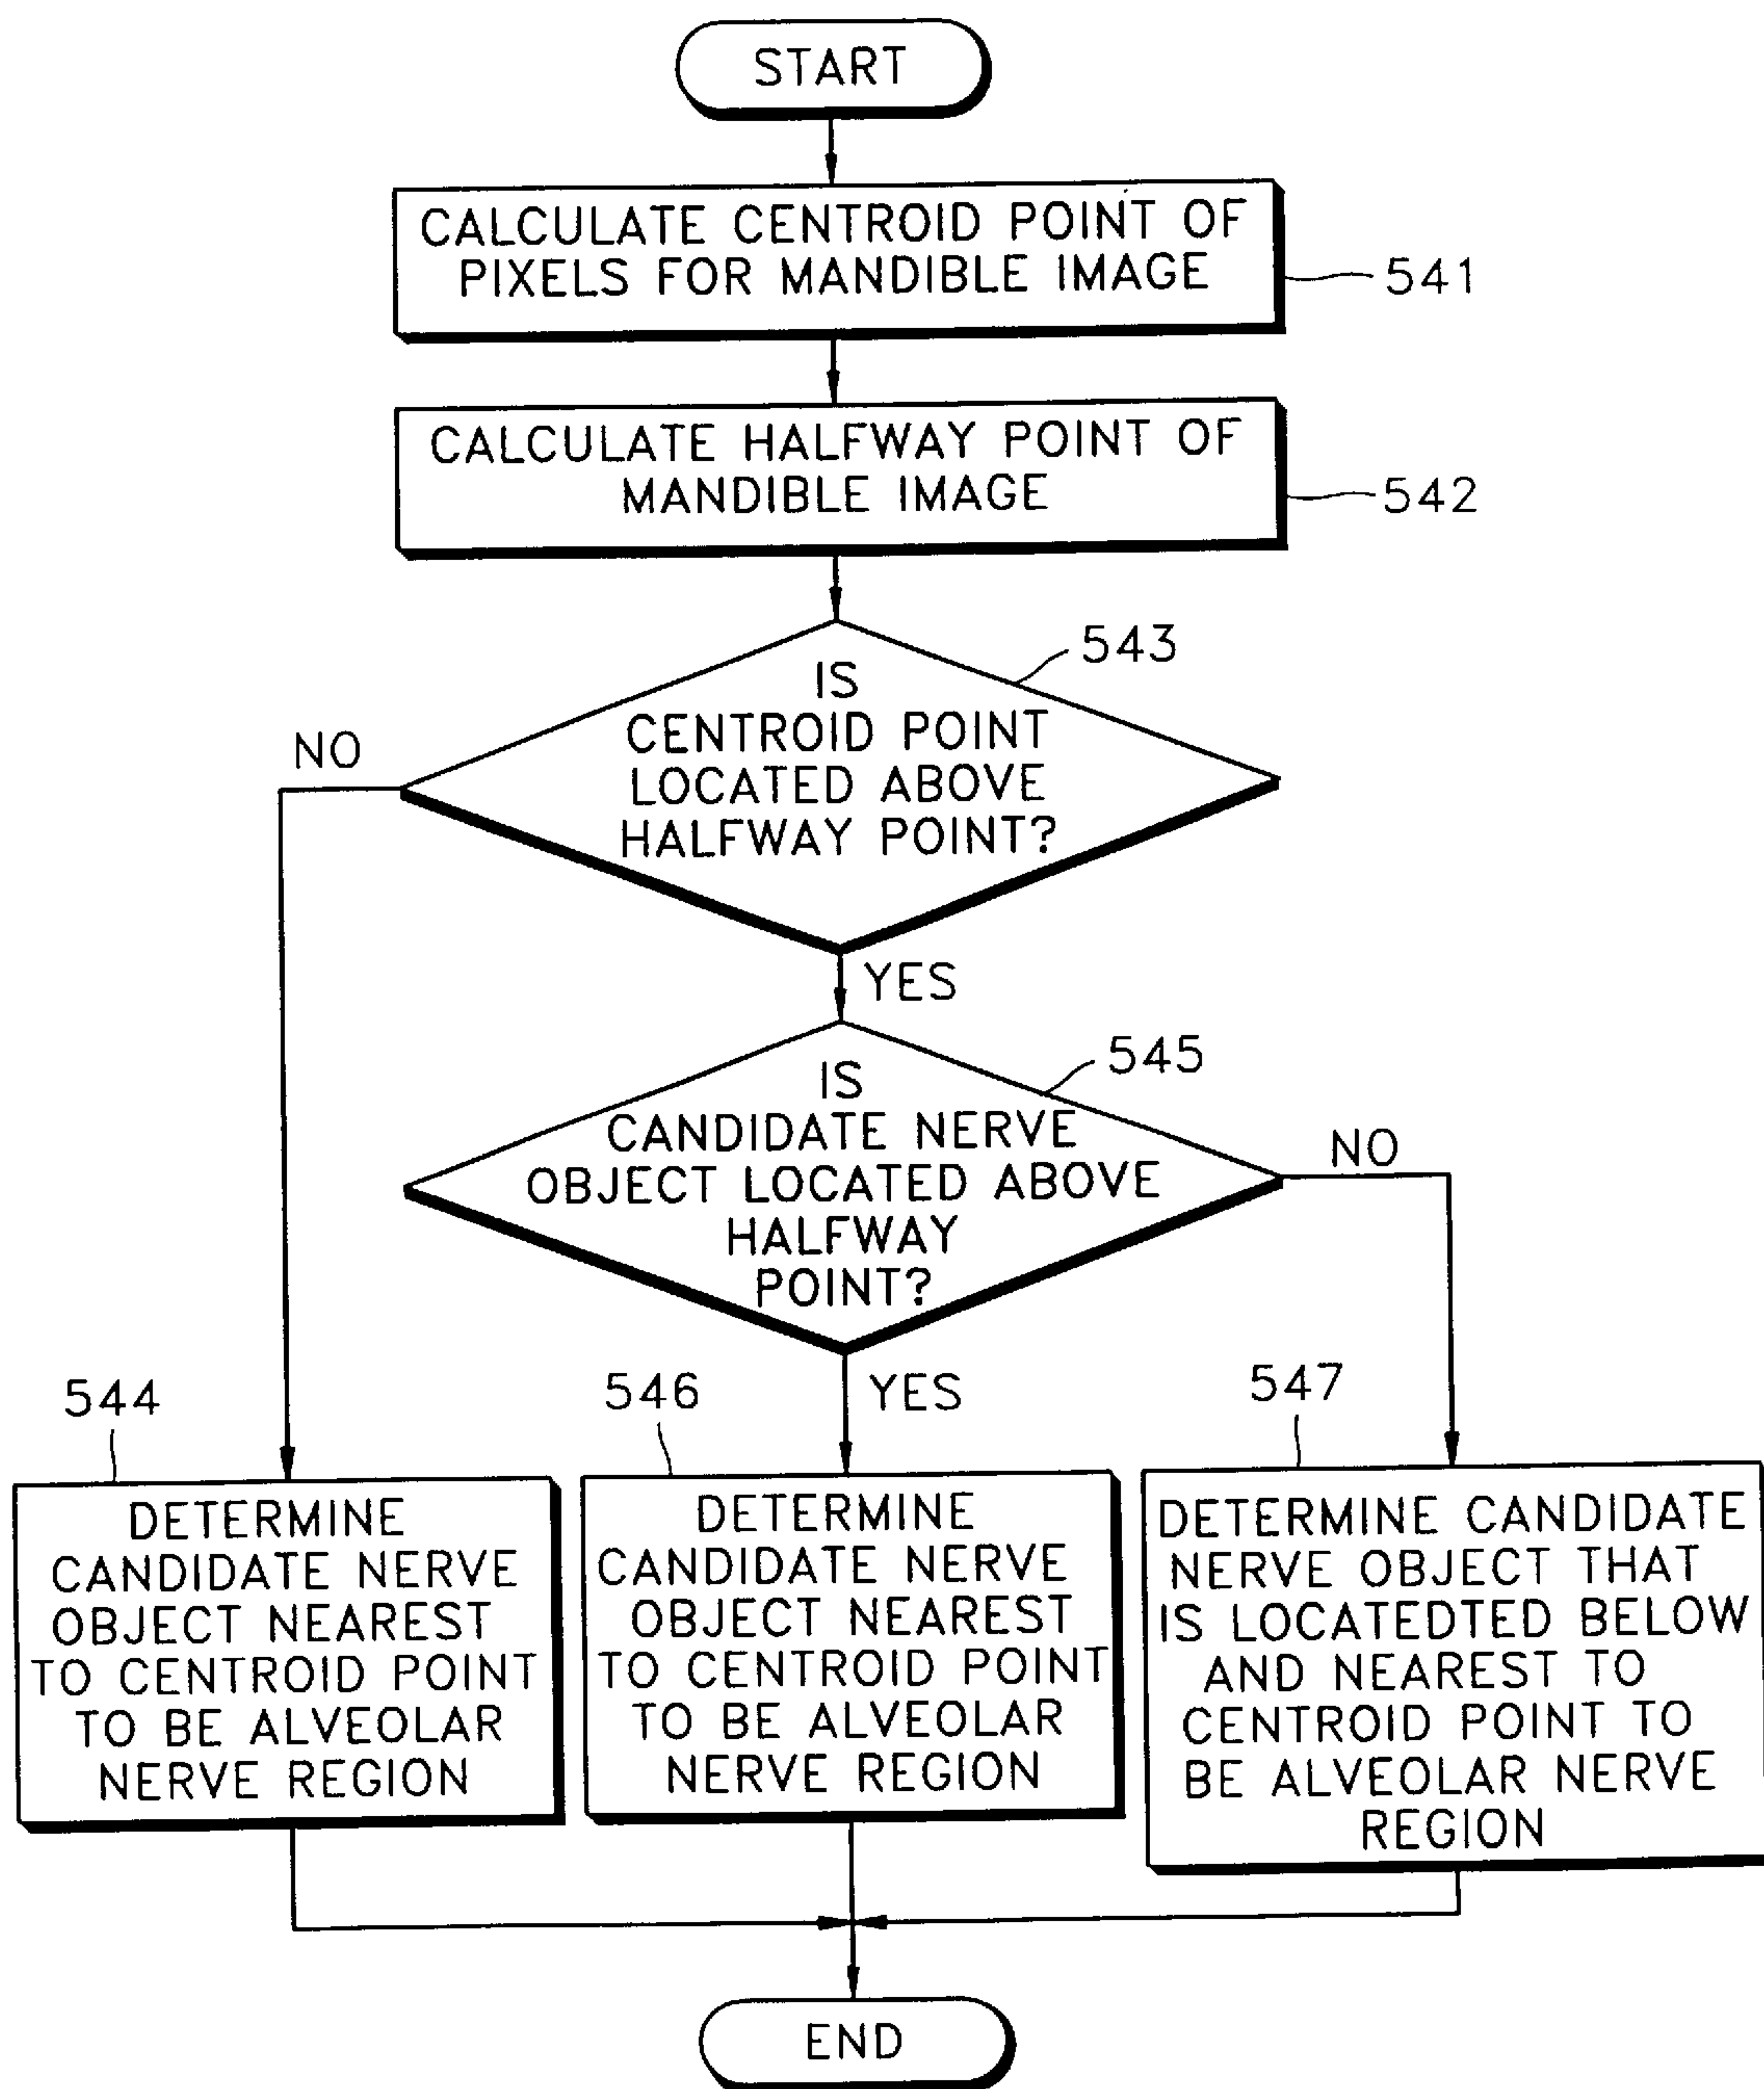 START
CALCULATE CENTROID POINT OF
PIXELS FOR MANDIBLE IMAGE
541
CALCULATE HALFWAY POINT OF
MANDIBLE IMAGE
542
543
IS
CENTROID POINT
LOCATED ABOVE
HALFWAY POINT?
NO
YES
545
IS
CANDIDATE NERVE
OBJECT LOCATED ABOVE
HALFWAY
POINT?
NO
YES
544
DETERMINE
CANDIDATE NERVE
OBJECT NEAREST
TO CENTROID POINT
TO BE ALVEOLAR
NERVE REGION
546
DETERMINE
CANDIDATE NERVE
OBJECT NEAREST
TO CENTROID POINT
TO BE ALVEOLAR
NERVE REGION
547
DETERMINE CANDIDATE
NERVE OBJECT THAT
IS LOCATEDTED BELOW
AND NEAREST TO
CENTROID POINT TO
BE ALVEOLAR NERVE
REGION
END